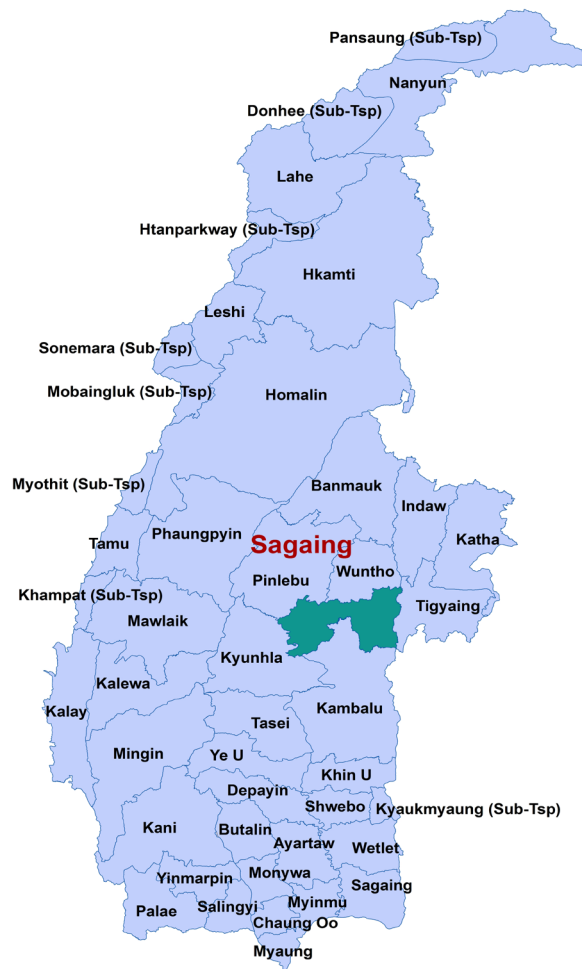 Pansaung (Sub-Tsp)
Nanyun
Donhee (Sub-Tsp)
Lahe
Htanparkway (Sub-Tsp)
Hkamti
Leshi
Sonemara (Sub-Tsp)
Mobaingluk (Sub-Tsp)
Homalin
Myothit (Sub-Tsp)
Banmauk
Indaw
Phaungpyin
Katha
Tamu
Sagaing
Wuntho
Pinlebu
Khampat (Sub-Tsp)
Tigyaing
Mawlaik
Kyunhla
Kalewa
Kalay
Kambalu
Tasei
Mingin
Ye U
Khin U
Depayin
Shwebo
Kyaukmyaung (Sub-Tsp)
Kani
Butalin
Ayartaw
Wetlet
Monywa
Yinmarpin
Sagaing
Myinmu
Salingyi
Palae
Chaung Oo
Myaung